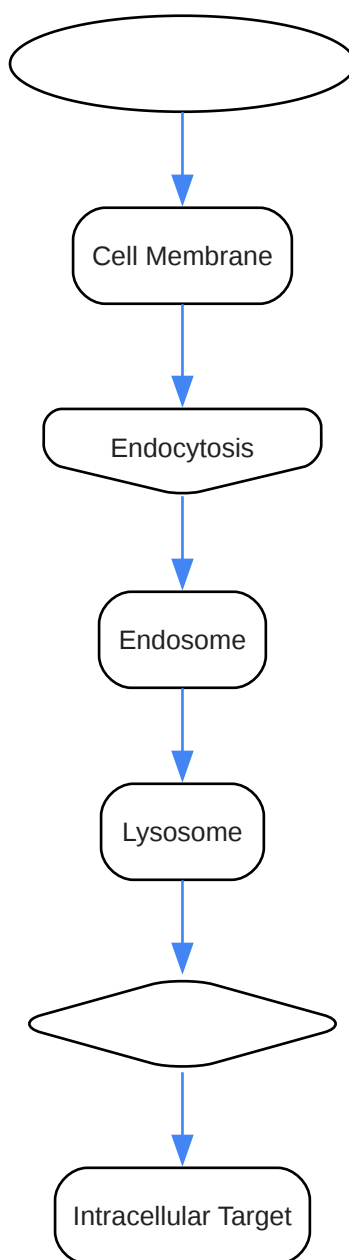 Cell Membrane
Endocytosis
Endosome
Lysosome
Intracellular Target